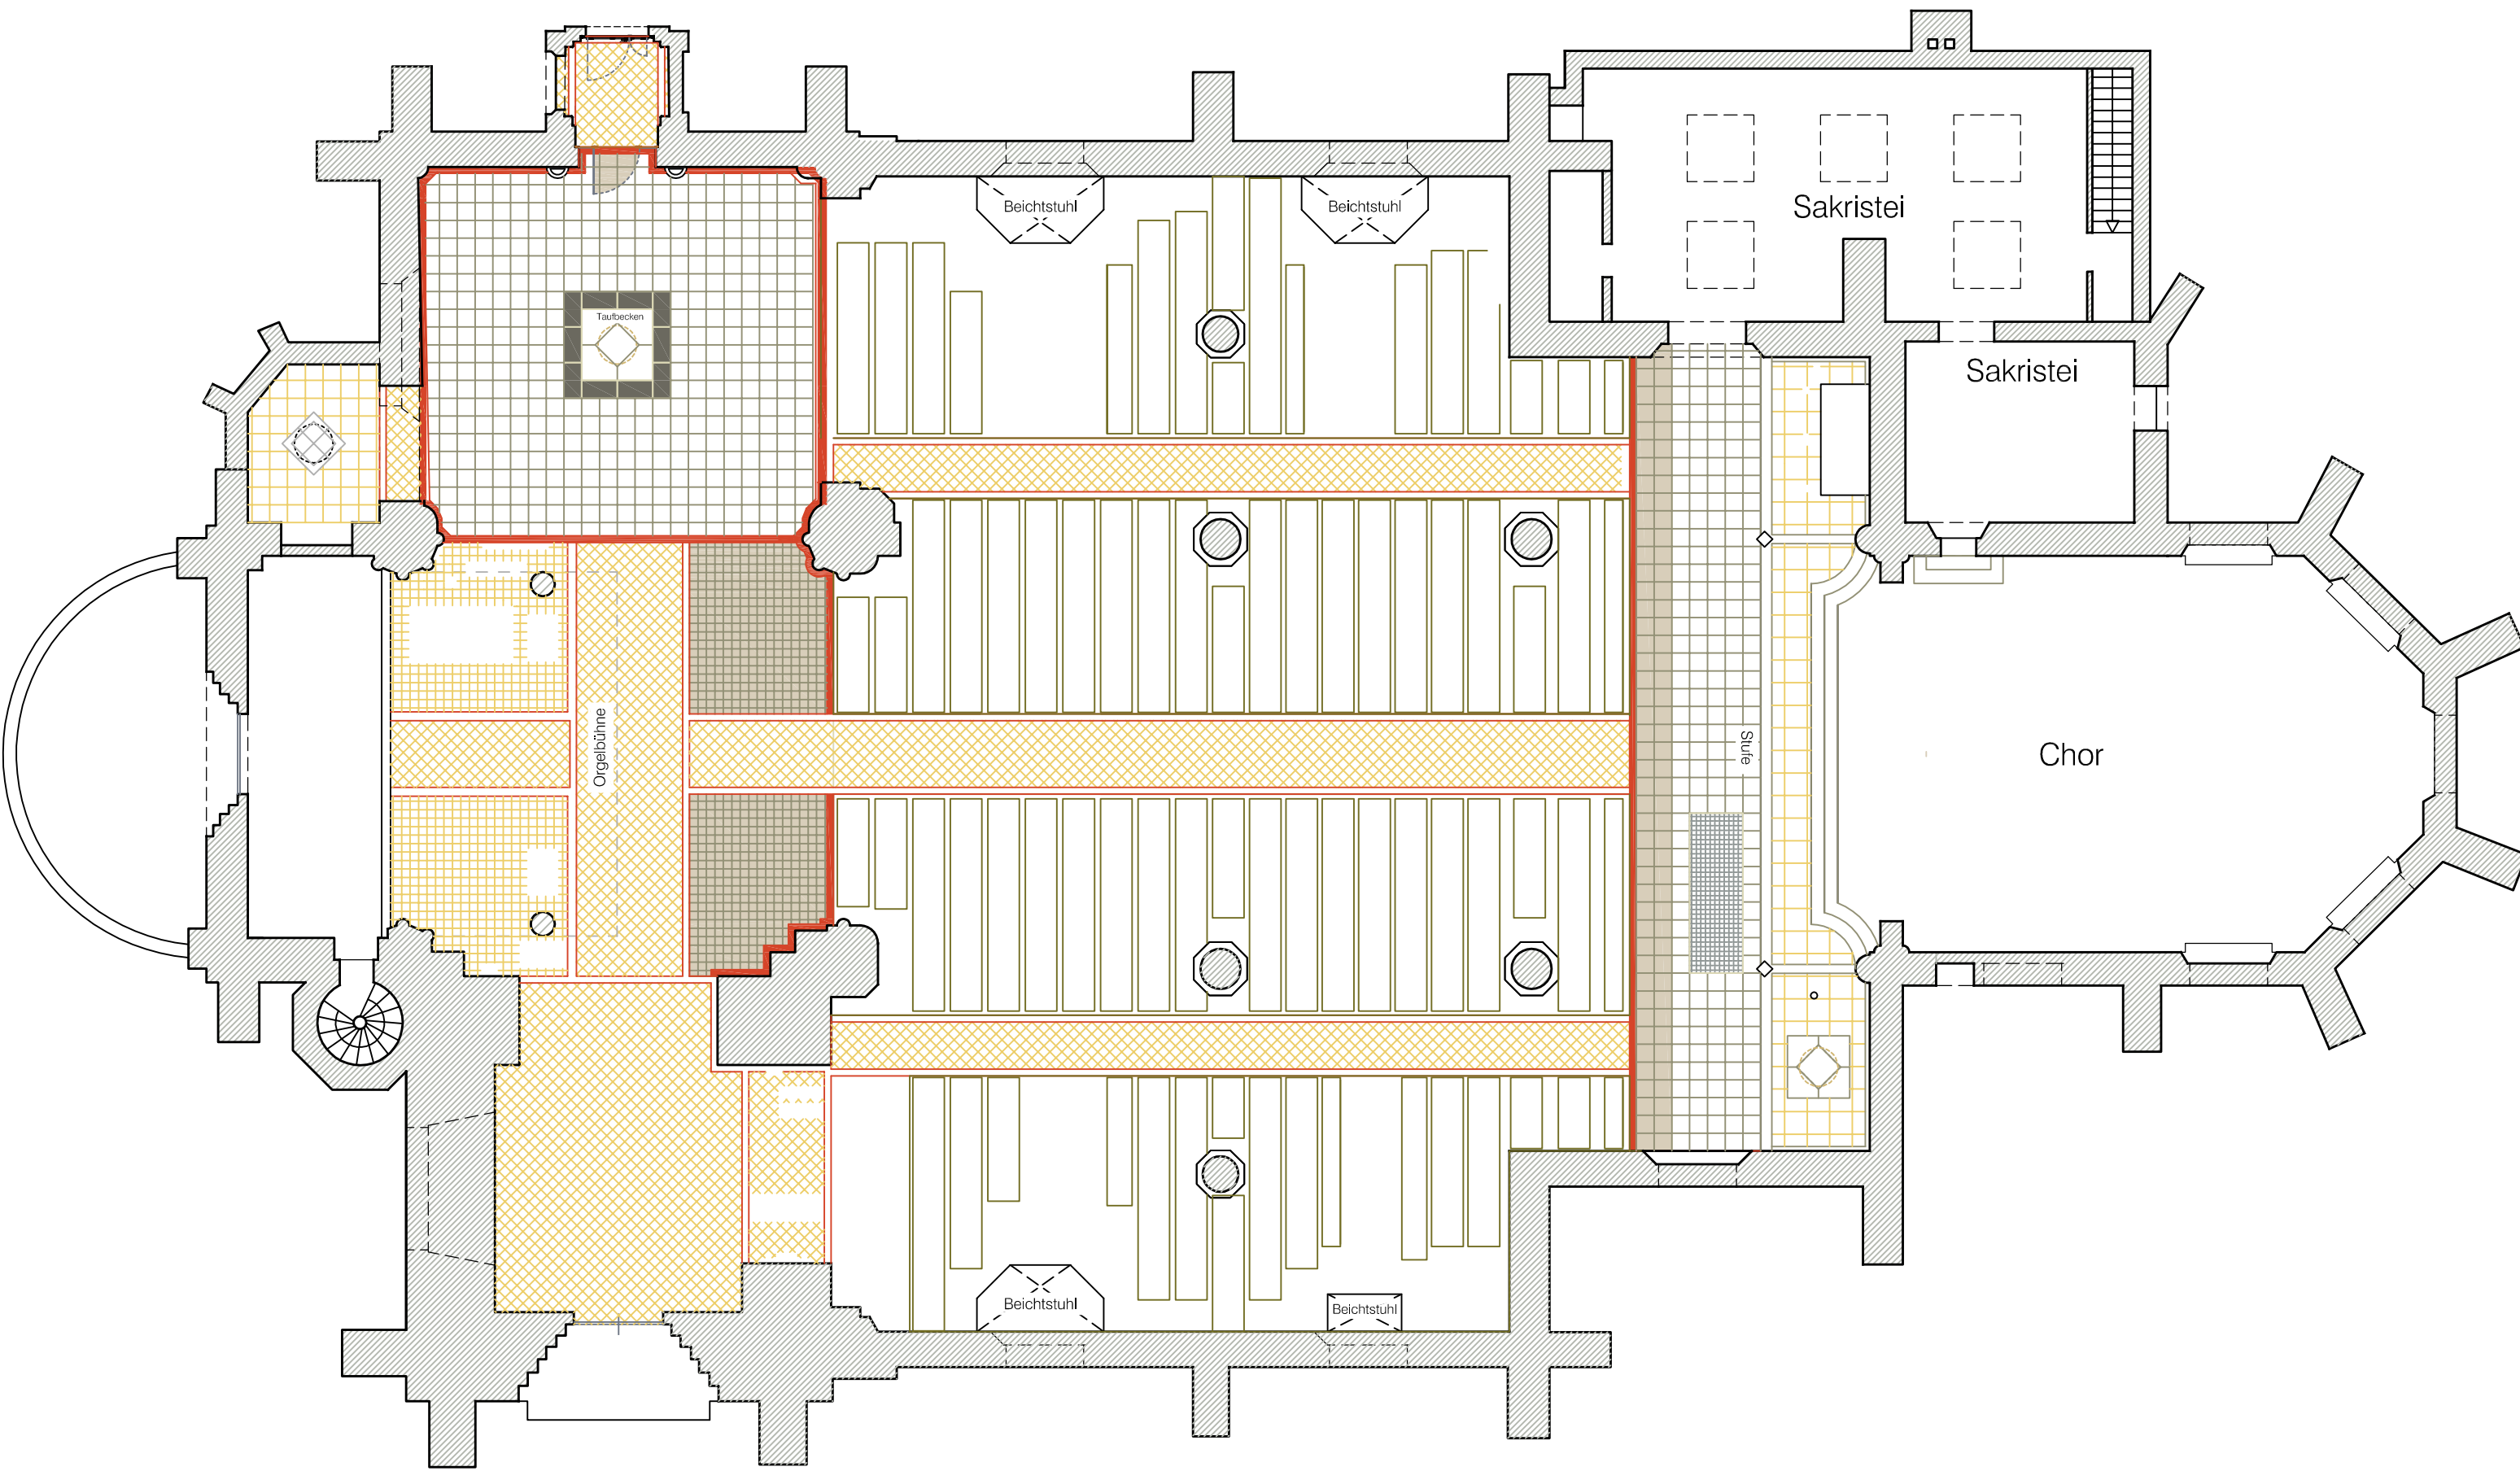 Beichtstuhl
Beichtstuhl
Sakristei
Taufbecken
Sakristei
Orgelbühne
Stufe
Chor
Beichtstuhl
Beichtstuhl